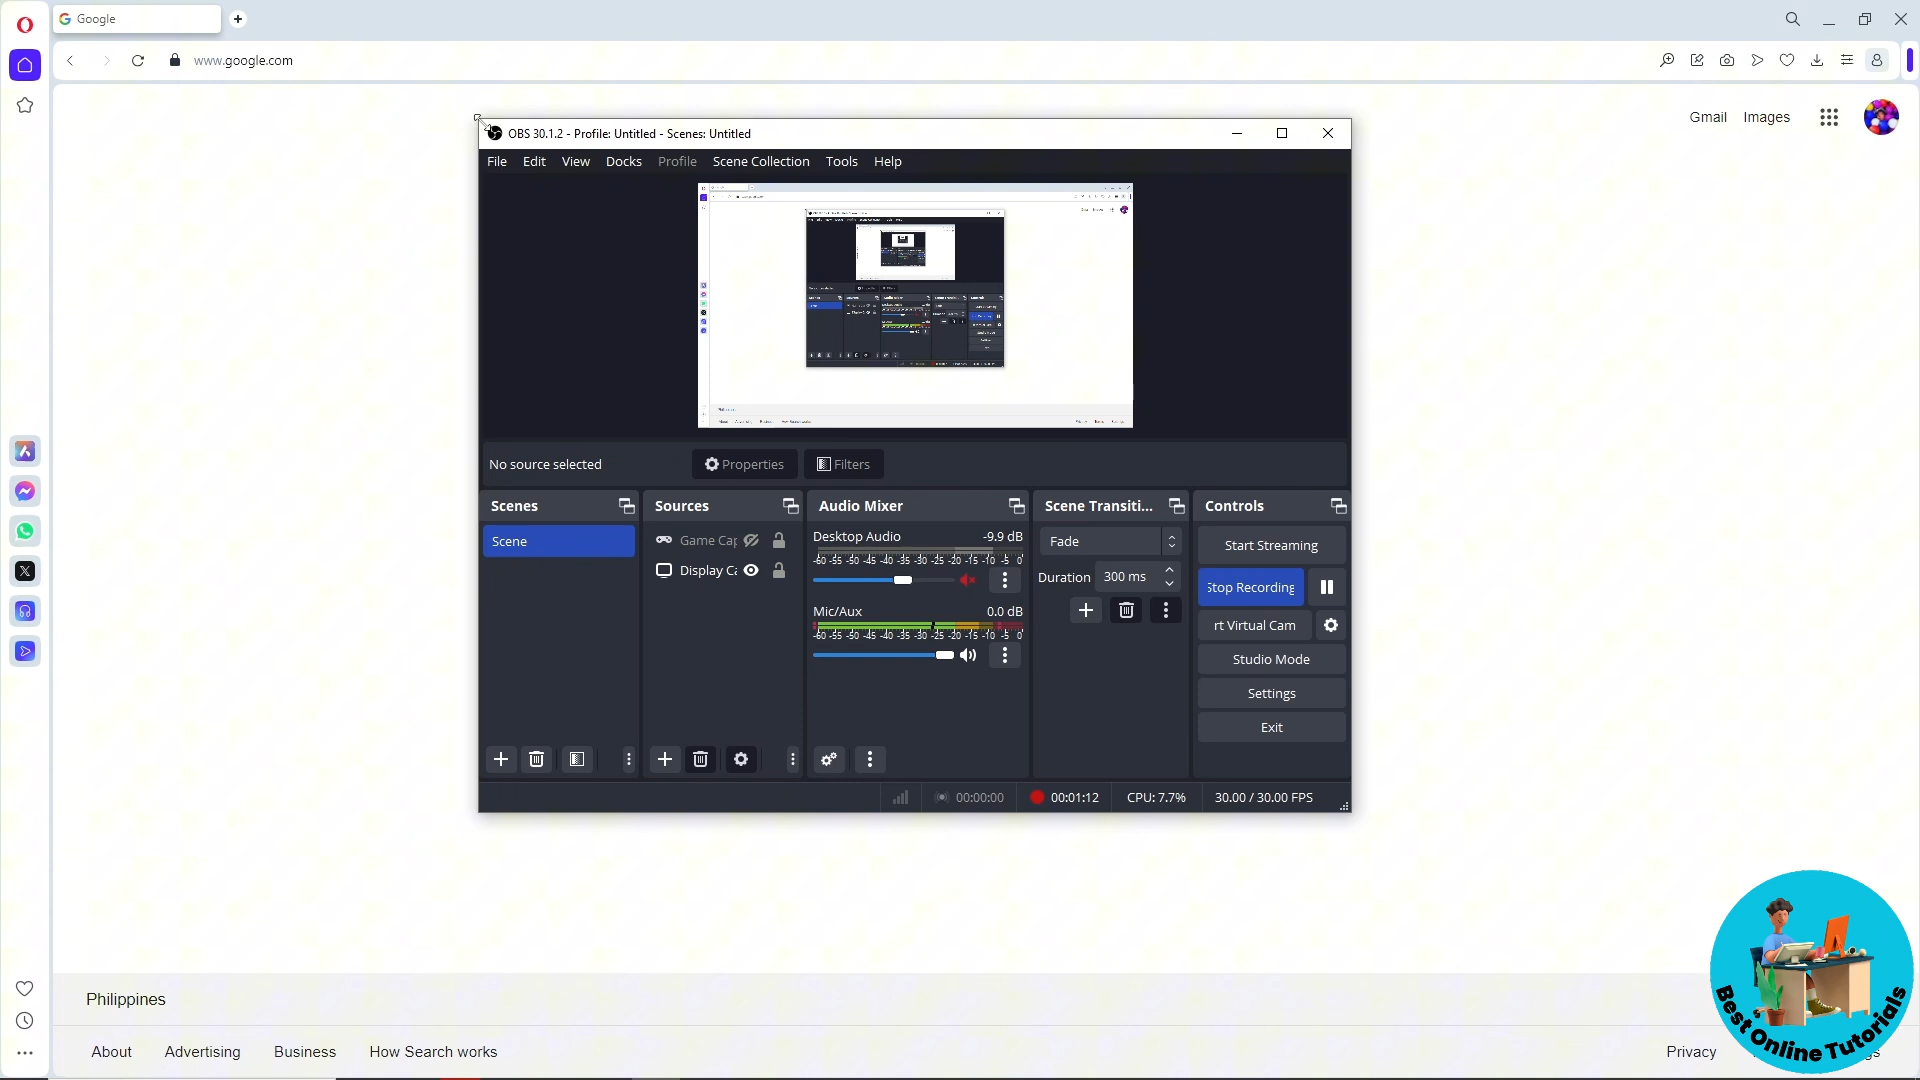 Google
www.google.com
Gmail Images
OBS 30.1.2 - Profile: Untitled - Scenes: Untitled
File Edit View Docks Profile Scene Collection Tools Help
No source selected Properties Filters
Scenes Sources Audio Mixer Scene Transiti... Controls
Scene
Game Cap
Display Ca
Desktop Audio -9.9 dB
-60 -55 -50 -45 -40 -35 -30 -25 -20 -15 -10 -5 0
Mic/Aux 0.0 dB
-60 -55 -50 -45 -40 -35 -30 -25 -20 -15 -10 -5 0
Fade
Duration 300 ms
Start Streaming
Stop Recording
rt Virtual Cam
Studio Mode
Settings
Exit
00:00:00 00:01:12 CPU: 7.7% 30.00 / 30.00 FPS
Philippines
About Advertising Business How Search works Privacy
Best Online Tutorials